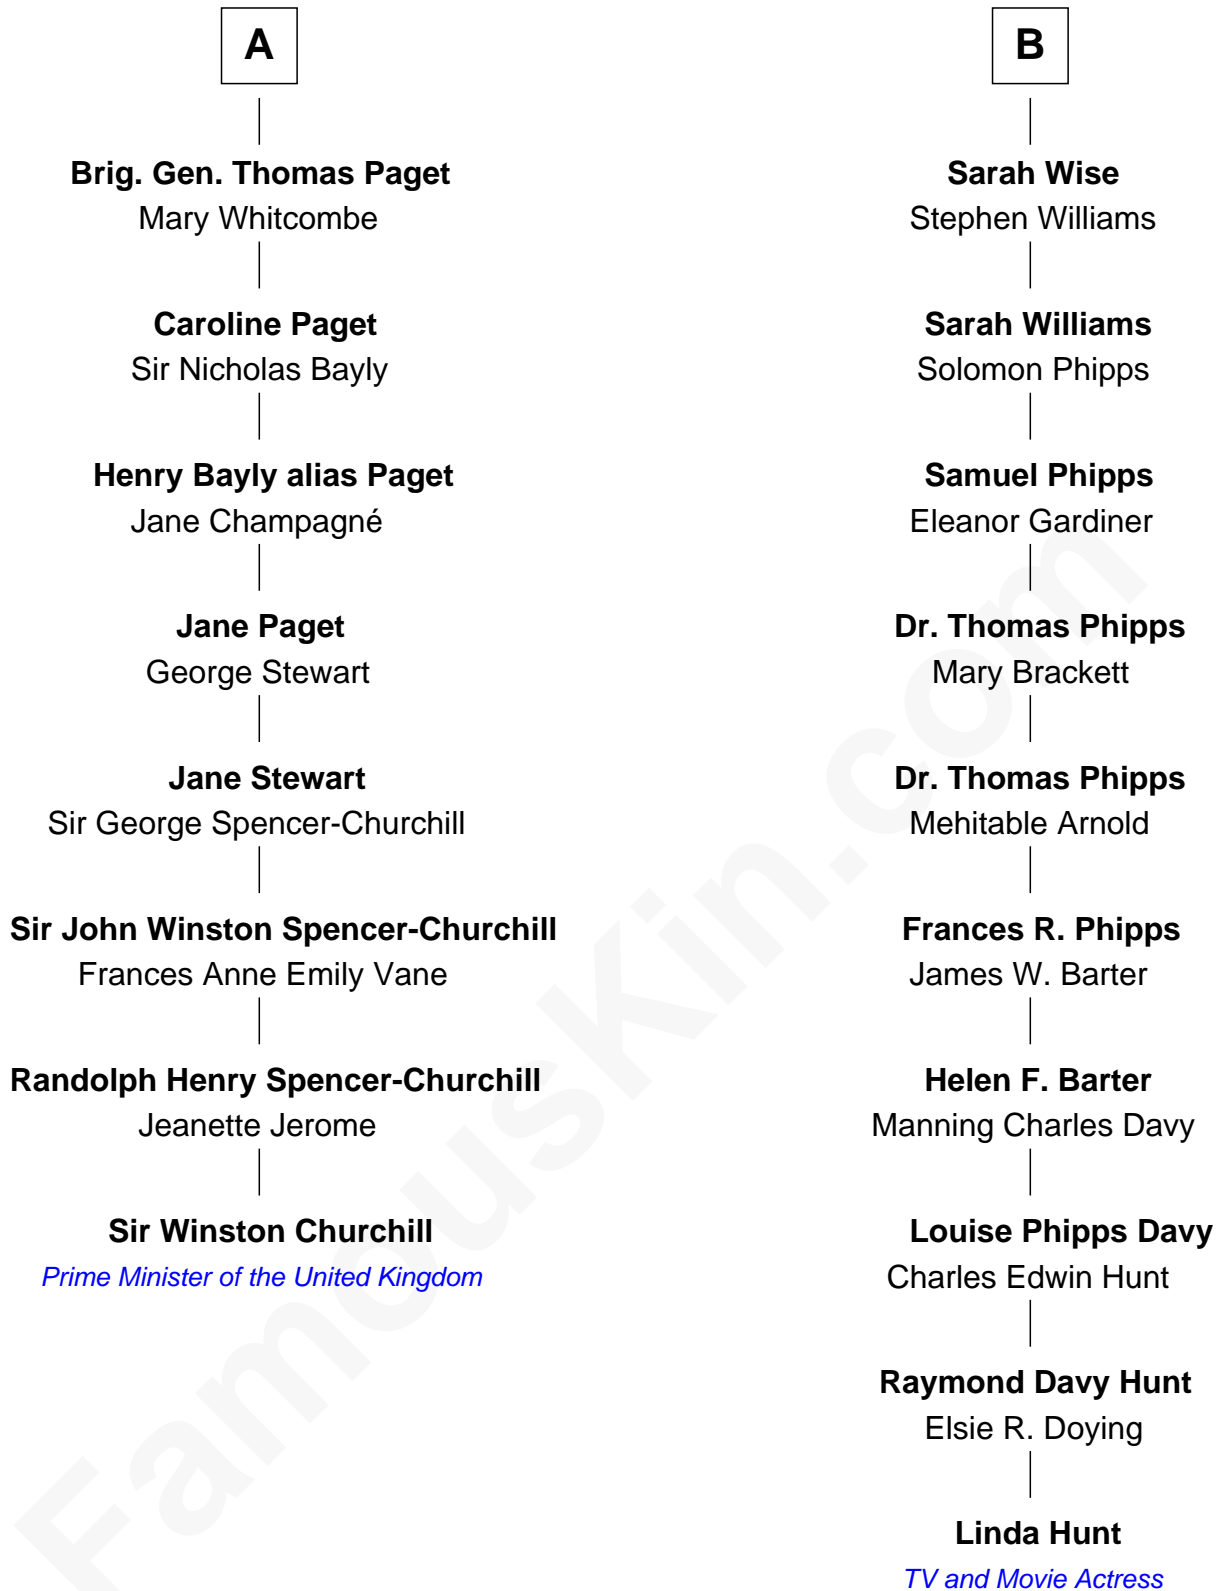 A
Brig. Gen. Thomas Paget
Mary Whitcombe
Caroline Paget
Sir Nicholas Bayly
Henry Bayly alias Paget
Jane Champagné
Jane Paget
George Stewart
Jane Stewart
Sir George Spencer-Churchill
Sir John Winston Spencer-Churchill
Frances Anne Emily Vane
Randolph Henry Spencer-Churchill
Jeanette Jerome
Sir Winston Churchill
Prime Minister of the United Kingdom
B
Sarah Wise
Stephen Williams
Sarah Williams
Solomon Phipps
Samuel Phipps
Eleanor Gardiner
Dr. Thomas Phipps
Mary Brackett
Dr. Thomas Phipps
Mehitable Arnold
Frances R. Phipps
James W. Barter
Helen F. Barter
Manning Charles Davy
Louise Phipps Davy
Charles Edwin Hunt
Raymond Davy Hunt
Elsie R. Doying
Linda Hunt
TV and Movie Actress
FamousKin.com